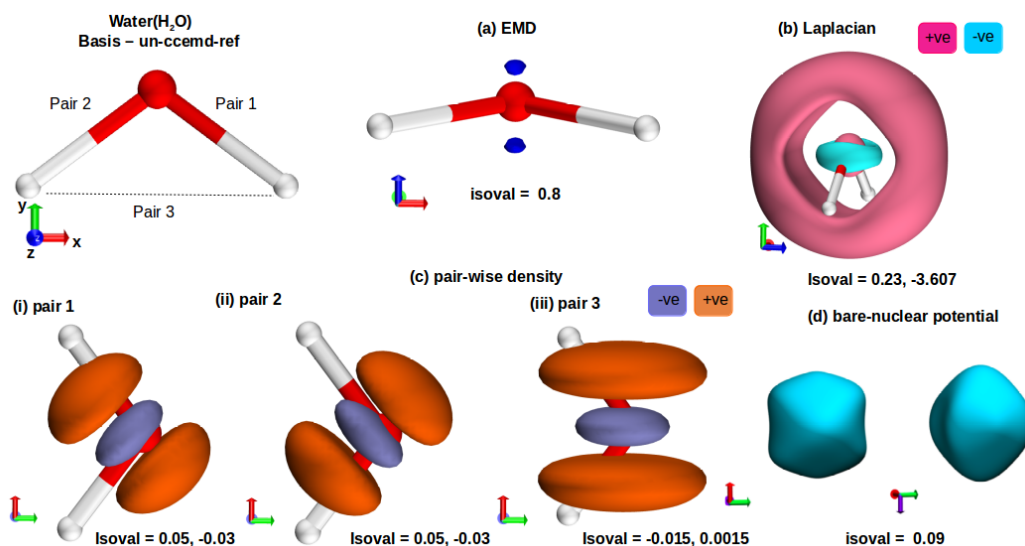 Water(H₂O)
Basis – un-ccemd-ref
Pair 2
Pair 1
Pair 3
y
x
z
z
(a) EMD
isoval = 0.8
(b) Laplacian
+ve
-ve
Isoval = 0.23, -3.607
(c) pair-wise density
(i) pair 1
(ii) pair 2
(iii) pair 3
-ve
+ve
Isoval = 0.05, -0.03
Isoval = 0.05, -0.03
Isoval = -0.015, 0.0015
(d) bare-nuclear potential
isoval = 0.09